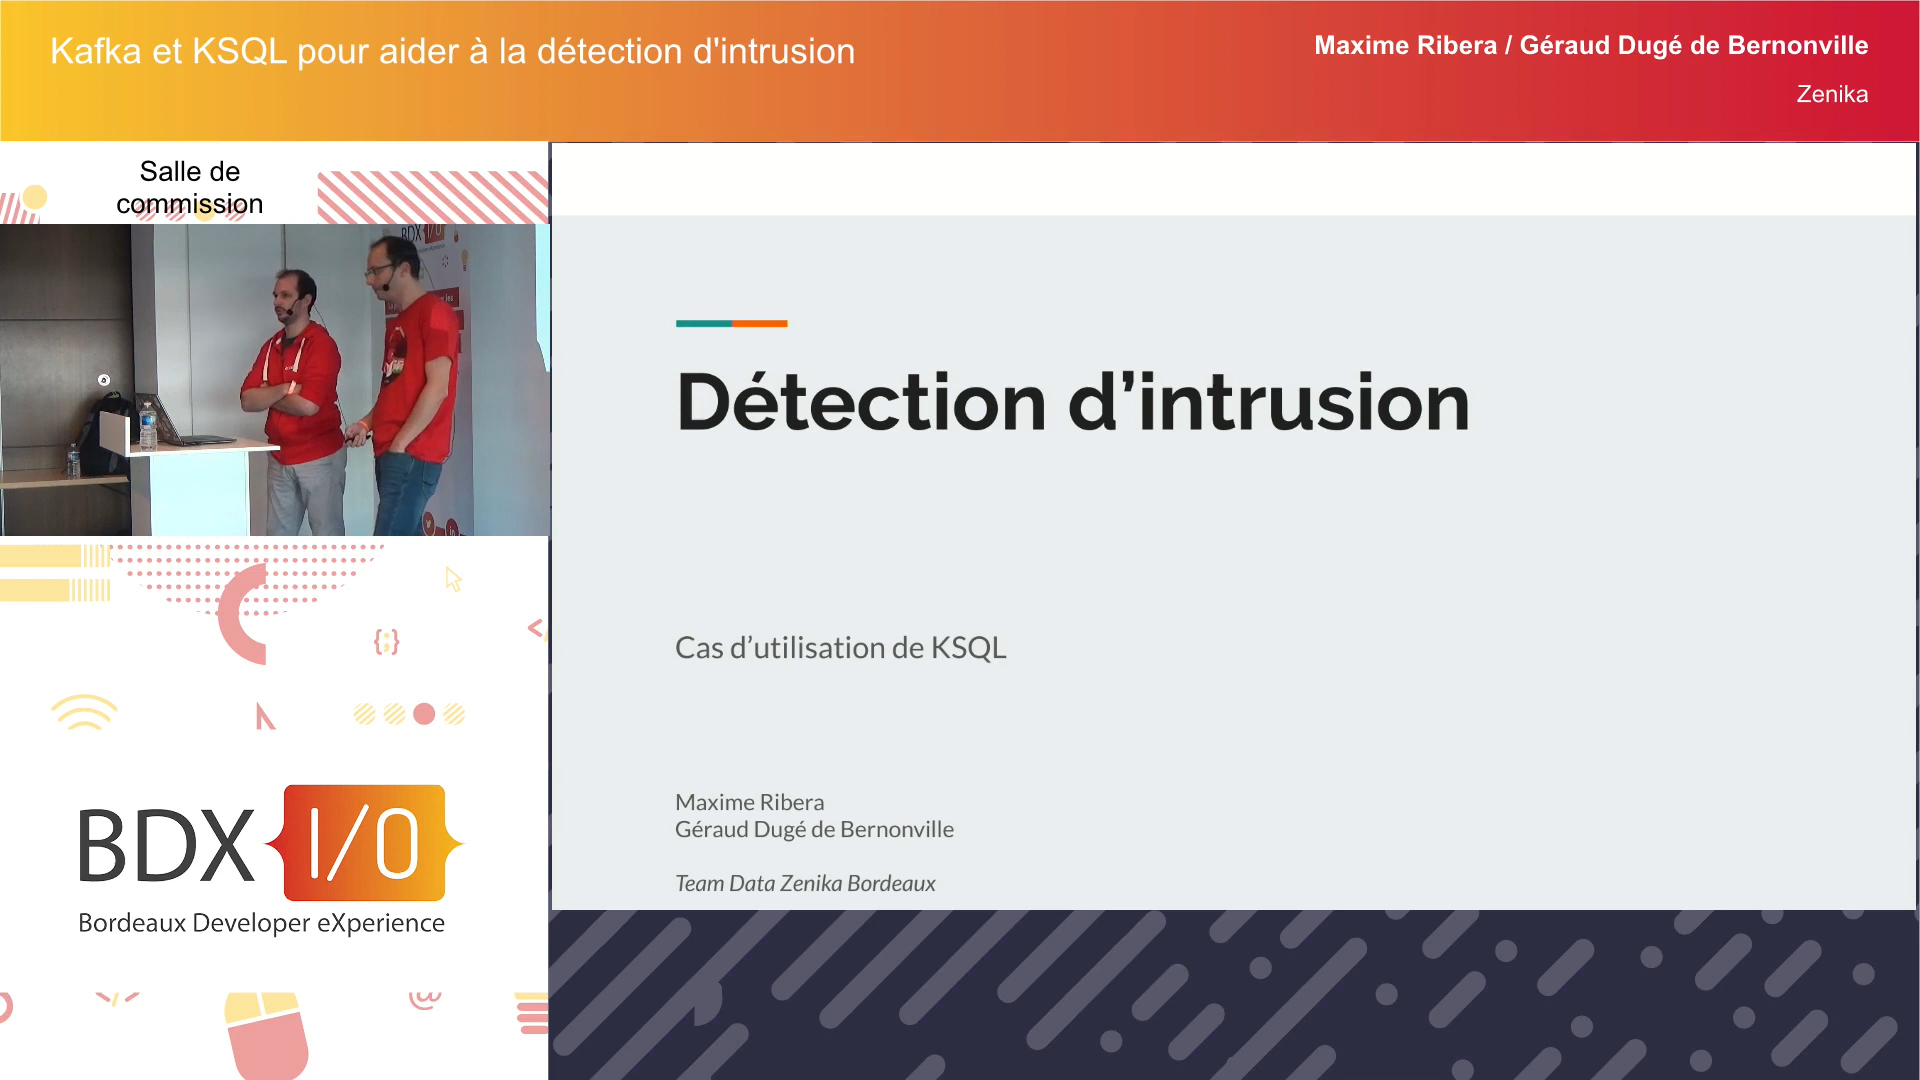 Kafka et KSQL pour aider à la détection d'intrusion
Maxime Ribera / Géraud Dugé de Bernonville
Zenika
Salle de
commission
BDX I/O
Détection d’intrusion
Cas d’utilisation de KSQL
Maxime Ribera
Géraud Dugé de Bernonville
Team Data Zenika Bordeaux
{;}
<
BDX I/O
Bordeaux Developer eXperience
</>
@